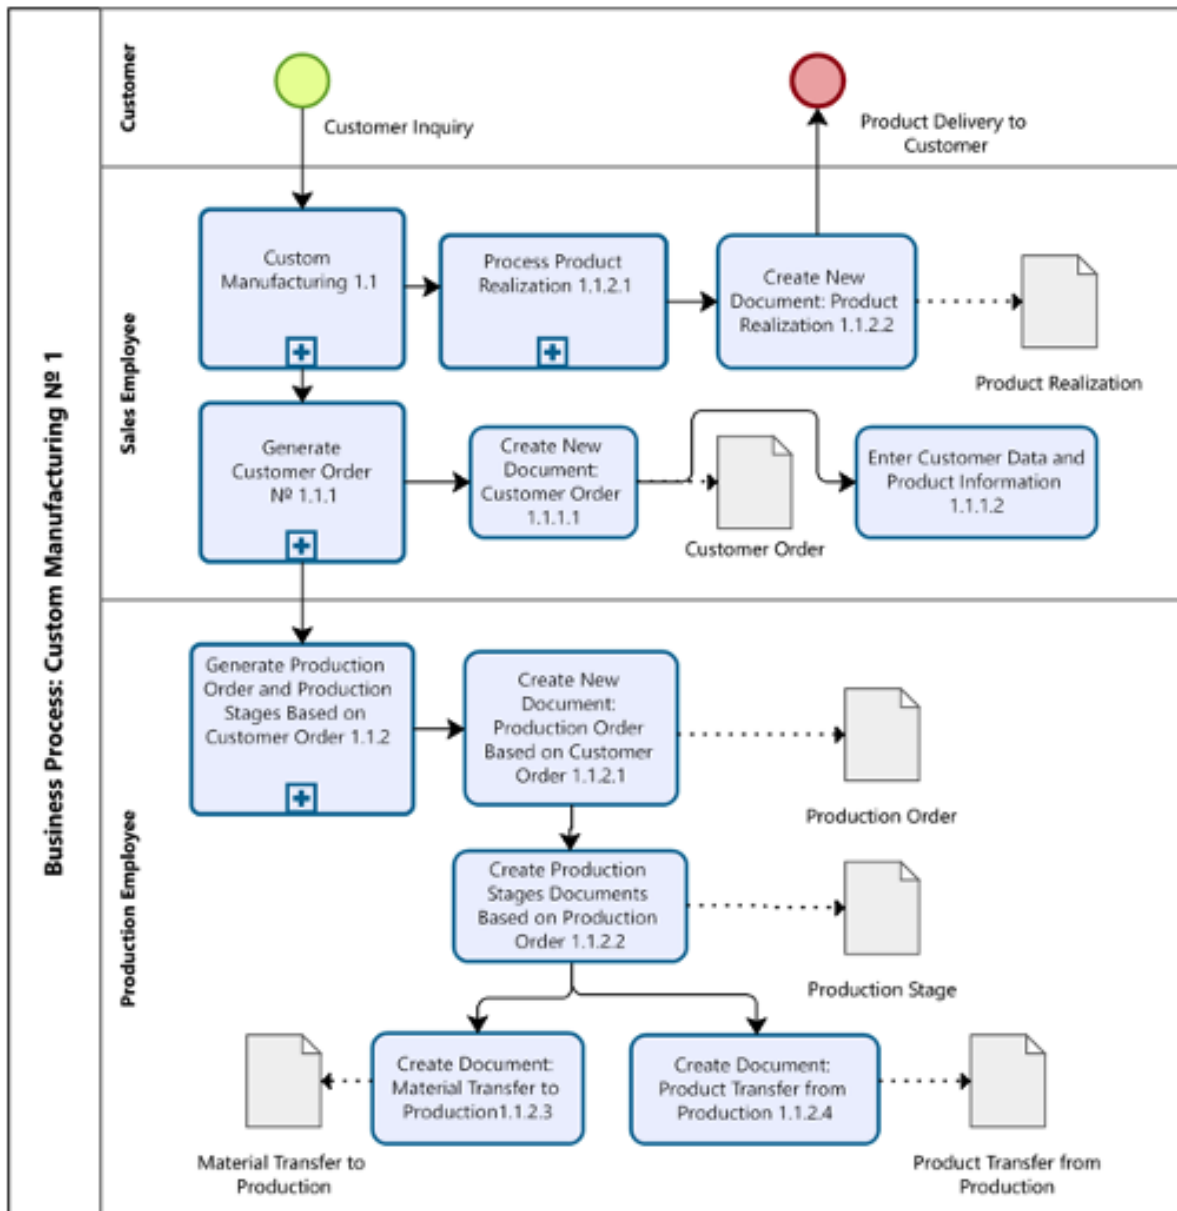 Business Process: Custom Manufacturing № 1
Customer
Customer Inquiry
Product Delivery to
Customer
Sales Employee
Custom
Manufacturing 1.1
Process Product
Realization 1.1.2.1
Create New
Document: Product
Realization 1.1.2.2
Product Realization
Generate
Customer Order
№ 1.1.1
Create New
Document:
Customer Order
1.1.1.1
Customer Order
Enter Customer Data and
Product Information
1.1.1.2
Production Employee
Generate Production
Order and Production
Stages Based on
Customer Order 1.1.2
Create New
Document:
Production Order
Based on Customer
Order 1.1.2.1
Production Order
Create Production
Stages Documents
Based on Production
Order 1.1.2.2
Production Stage
Create Document:
Material Transfer to
Production1.1.2.3
Material Transfer to
Production
Create Document:
Product Transfer from
Production 1.1.2.4
Product Transfer from
Production